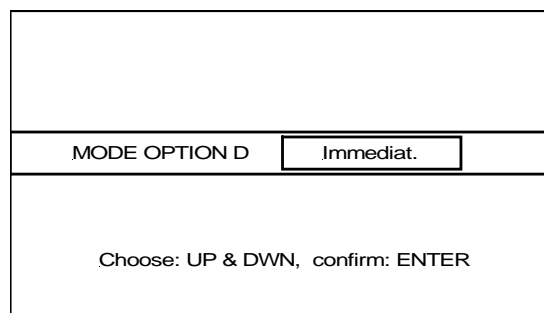 MODE OPTION D Immediat.
Choose: UP & DWN, confirm: ENTER